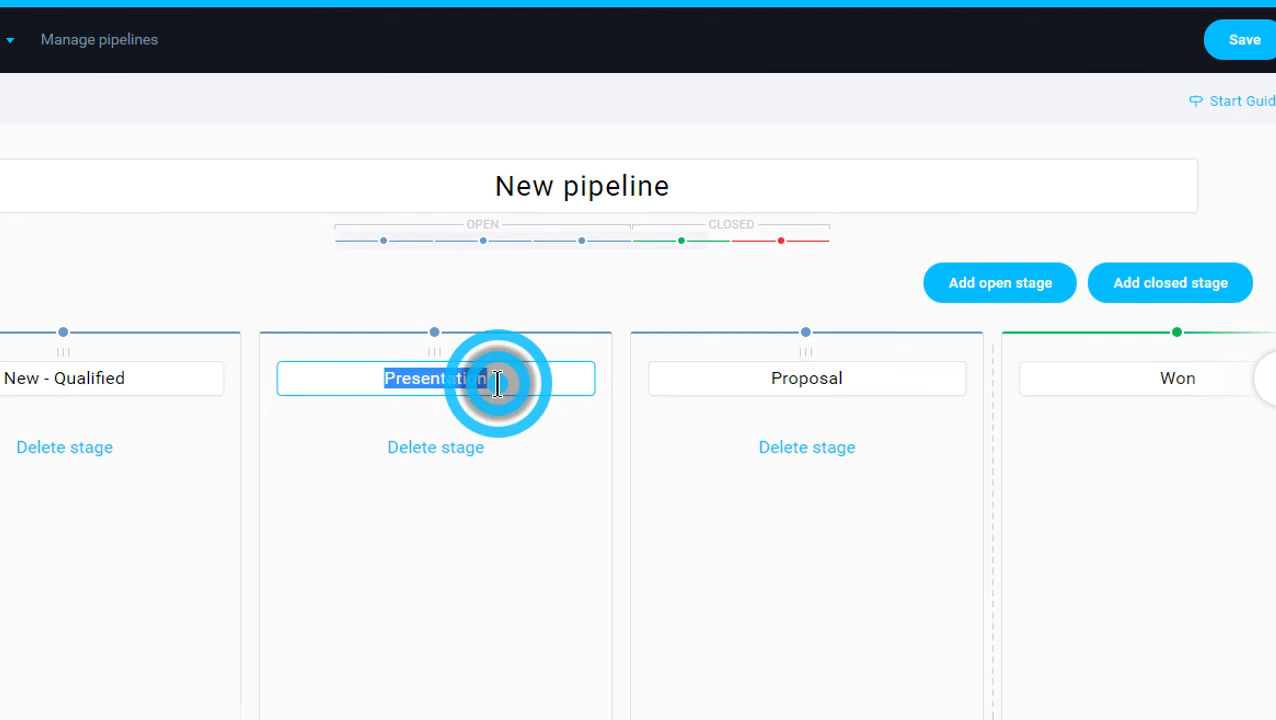 Manage pipelines
Save
Start Guid
New pipeline
OPEN
CLOSED
Add open stage
Add closed stage
New - Qualified
Presentation
Proposal
Won
Delete stage
Delete stage
Delete stage